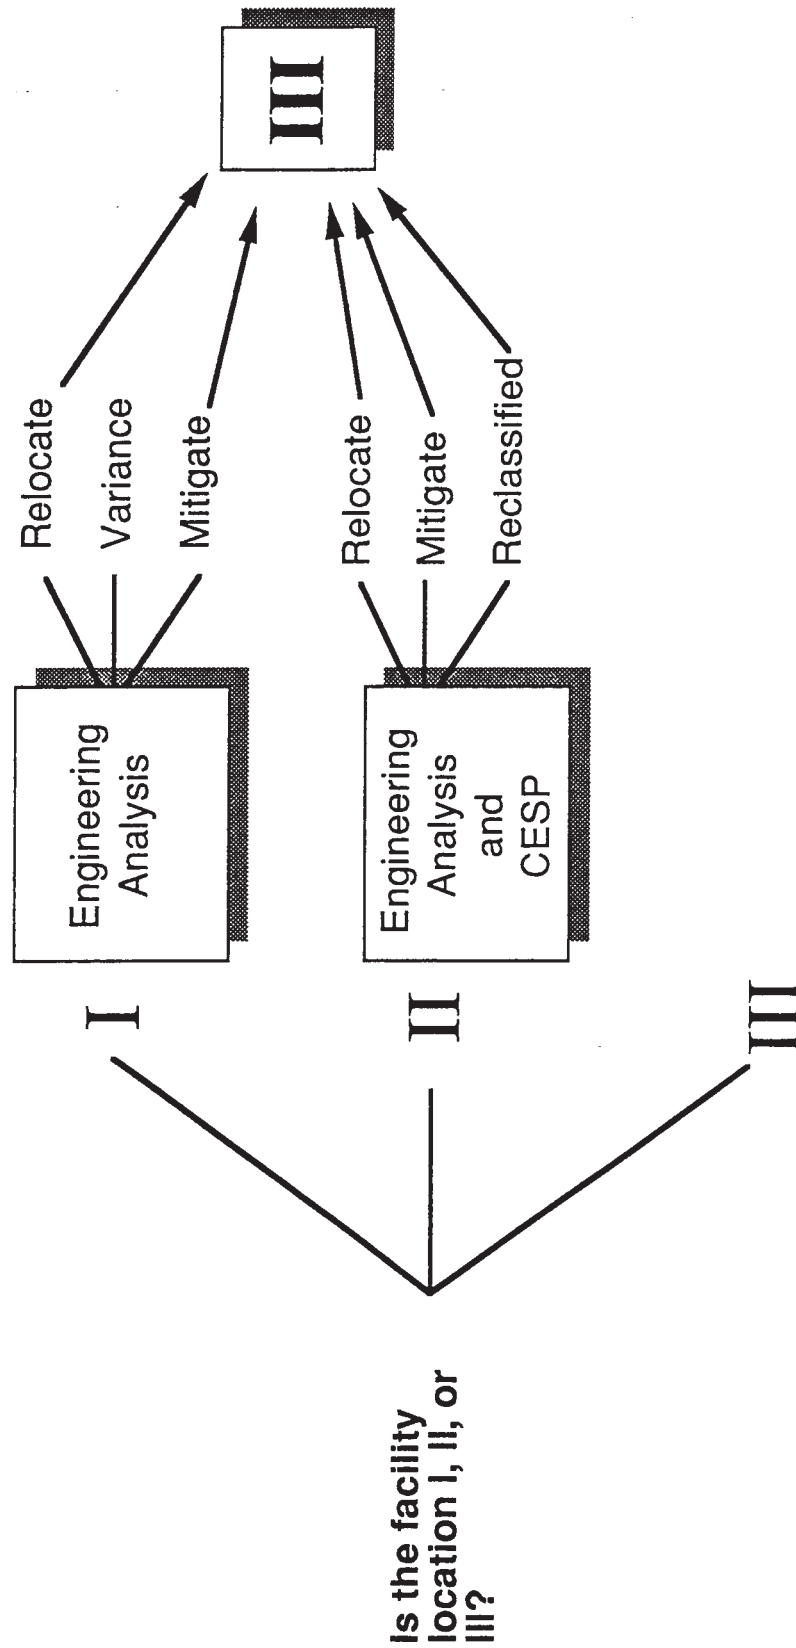 Is the facility
location I, II, or
III?
I
Engineering
Analysis
Relocate
Variance
Mitigate
II
Engineering
Analysis
and
CESP
Relocate
Mitigate
Reclassified
III
III